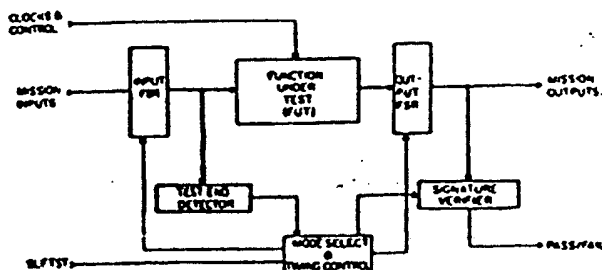 CLOCKS &
CONTROL
MISSION
INPUTS
INPUT
FSR
FUNCTION
UNDER
TEST
(FUT)
OUT-
PUT
FSR
MISSION
OUTPUTS
TEST END
DETECTOR
SIGNATURE
VERIFIER
MODE SELECT
&
TIMING CONTROL
SLFTST
PASS/FAIL